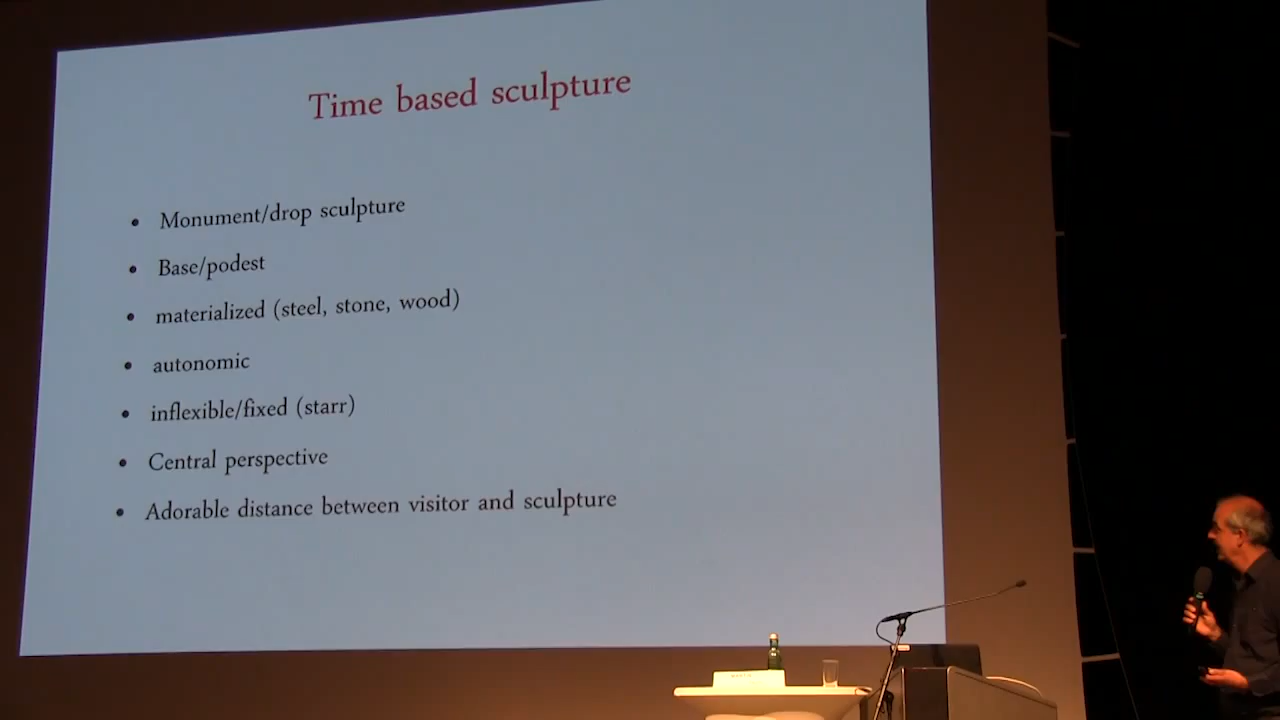 Time based sculpture
• Monument/drop sculpture
• Base/podest
• materialized (steel, stone, wood)
• autonomic
• inflexible/fixed (starr)
• Central perspective
• Adorable distance between visitor and sculpture